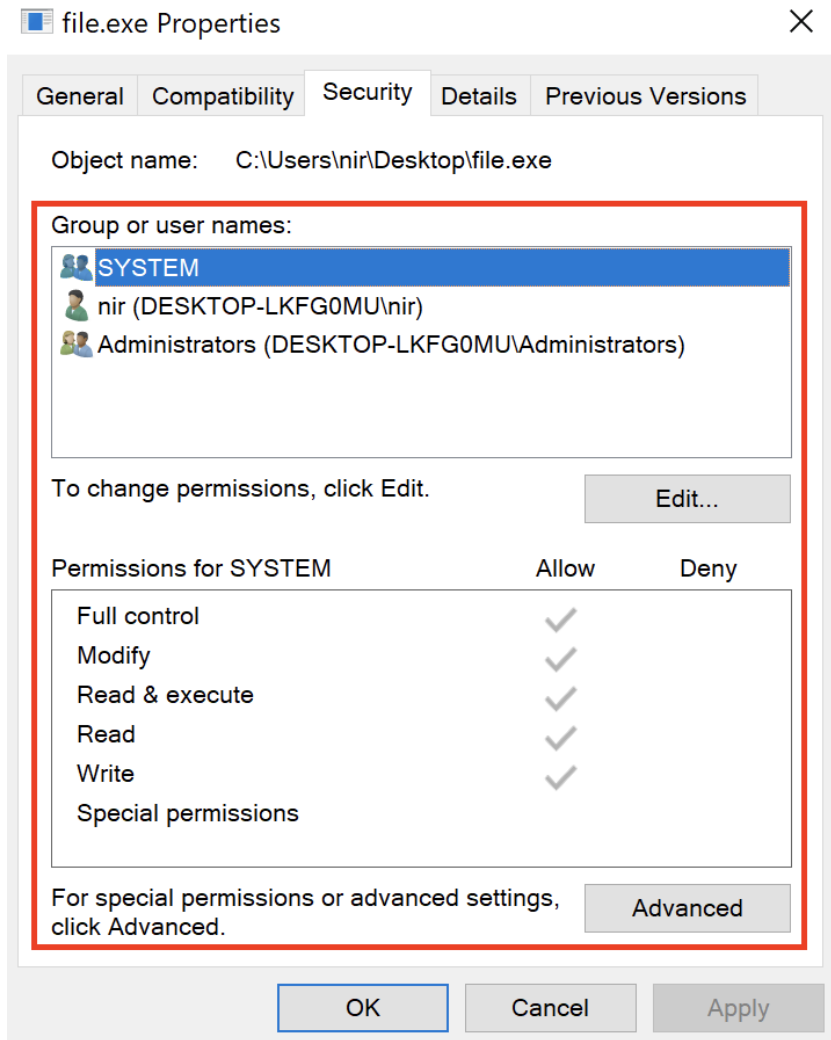 file.exe Properties
General Compatibility Security Details Previous Versions
Object name: C:\Users\nir\Desktop\file.exe
Group or user names:
SYSTEM
nir (DESKTOP-LKFG0MU\nir)
Administrators (DESKTOP-LKFG0MU\Administrators)
To change permissions, click Edit.
Edit...
Permissions for SYSTEM Allow Deny
Full control
Modify
Read & execute
Read
Write
Special permissions
For special permissions or advanced settings,
click Advanced.
Advanced
OK Cancel Apply